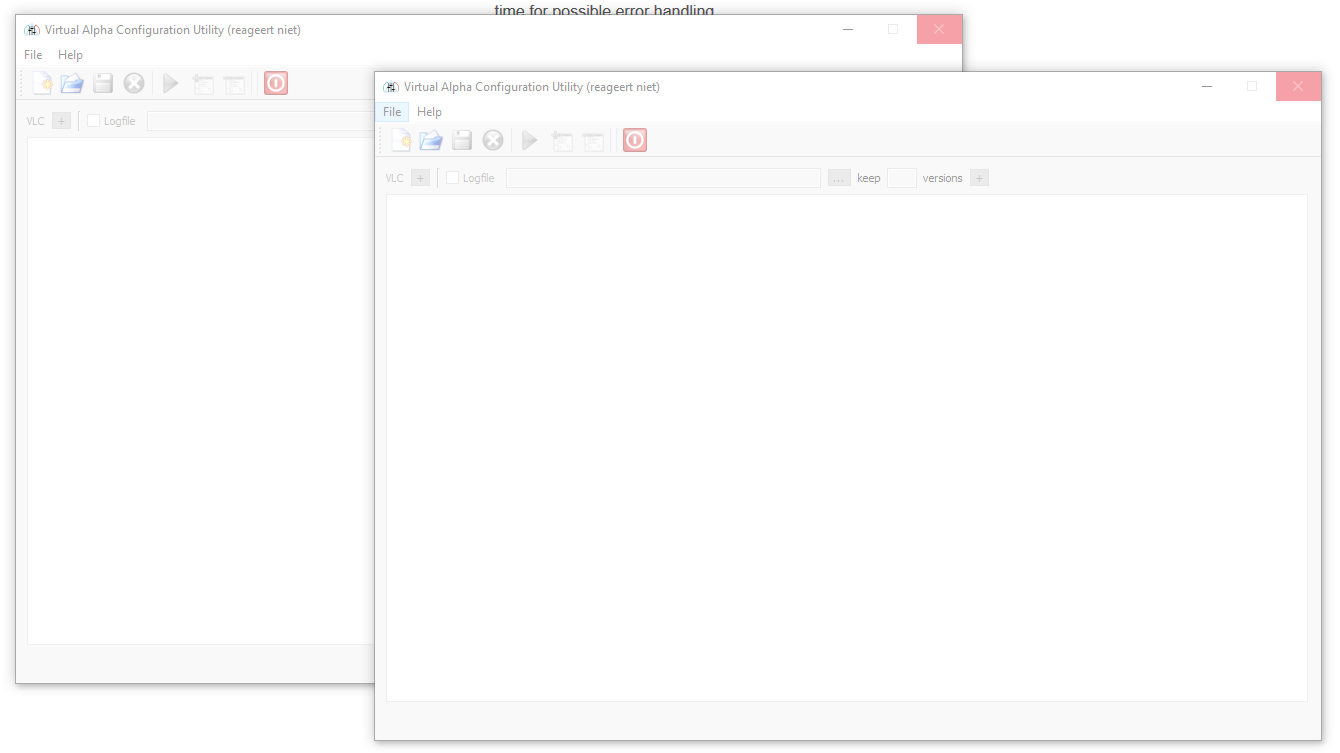 time for possible error handling
Virtual Alpha Configuration Utility (reageert niet)
File Help
VLC + Logfile
Virtual Alpha Configuration Utility (reageert niet)
File Help
VLC + Logfile ... keep versions +